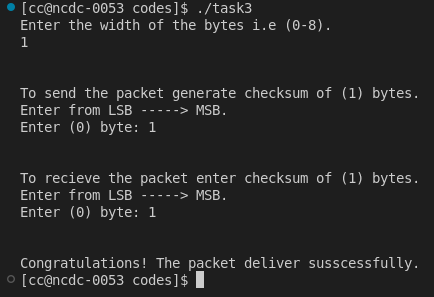 [cc@ncdc-0053 codes]$ ./task3
Enter the width of the bytes i.e (0-8).
1
To send the packet generate checksum of (1) bytes.
Enter from LSB -----> MSB.
Enter (0) byte: 1
To recieve the packet enter checksum of (1) bytes.
Enter from LSB -----> MSB.
Enter (0) byte: 1
Congratulations! The packet deliver susscessfully.
[cc@ncdc-0053 codes]$